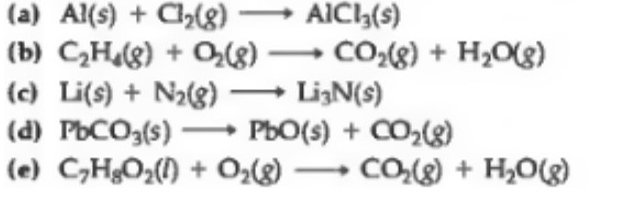 (a) Al(s) + Cl₂(g) ⟶ AlCl₃(s)
(b) C₂H₄(g) + O₂(g) ⟶ CO₂(g) + H₂O(g)
(c) Li(s) + N₂(g) ⟶ Li₃N(s)
(d) PbCO₃(s) ⟶ PbO(s) + CO₂(g)
(e) C₇H₈O₂(l) + O₂(g) ⟶ CO₂(g) + H₂O(g)